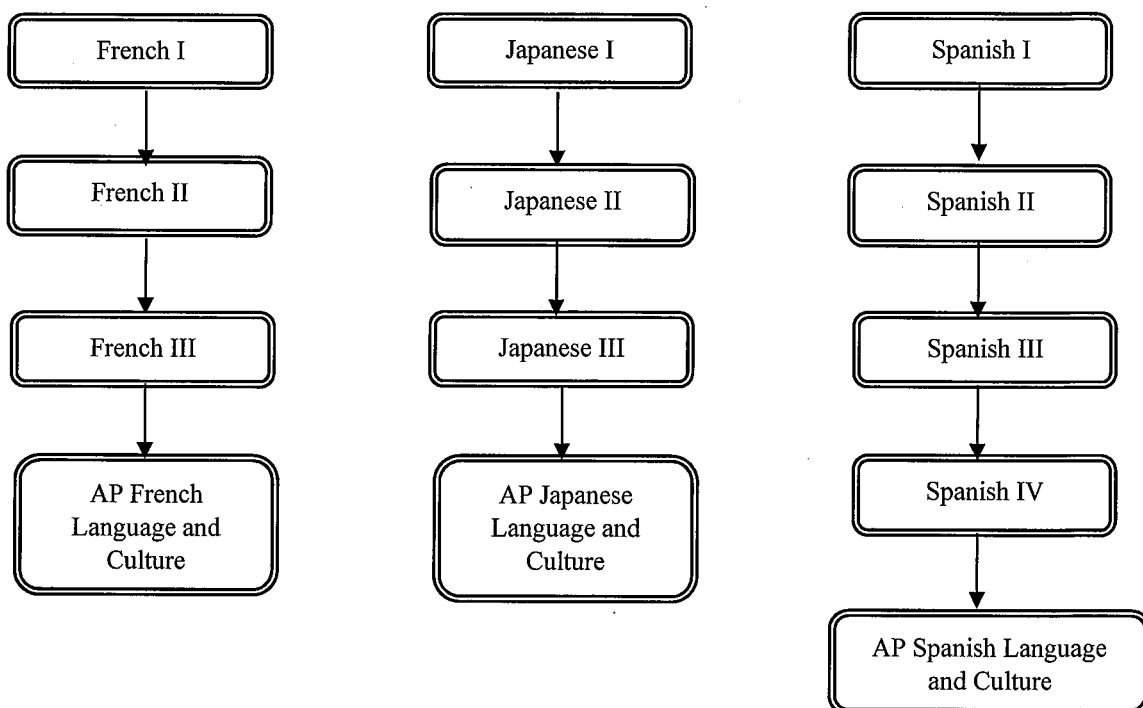 French I
French II
French III
AP French
Language and
Culture
Japanese I
Japanese II
Japanese III
AP Japanese
Language and
Culture
Spanish I
Spanish II
Spanish III
Spanish IV
AP Spanish Language
and Culture